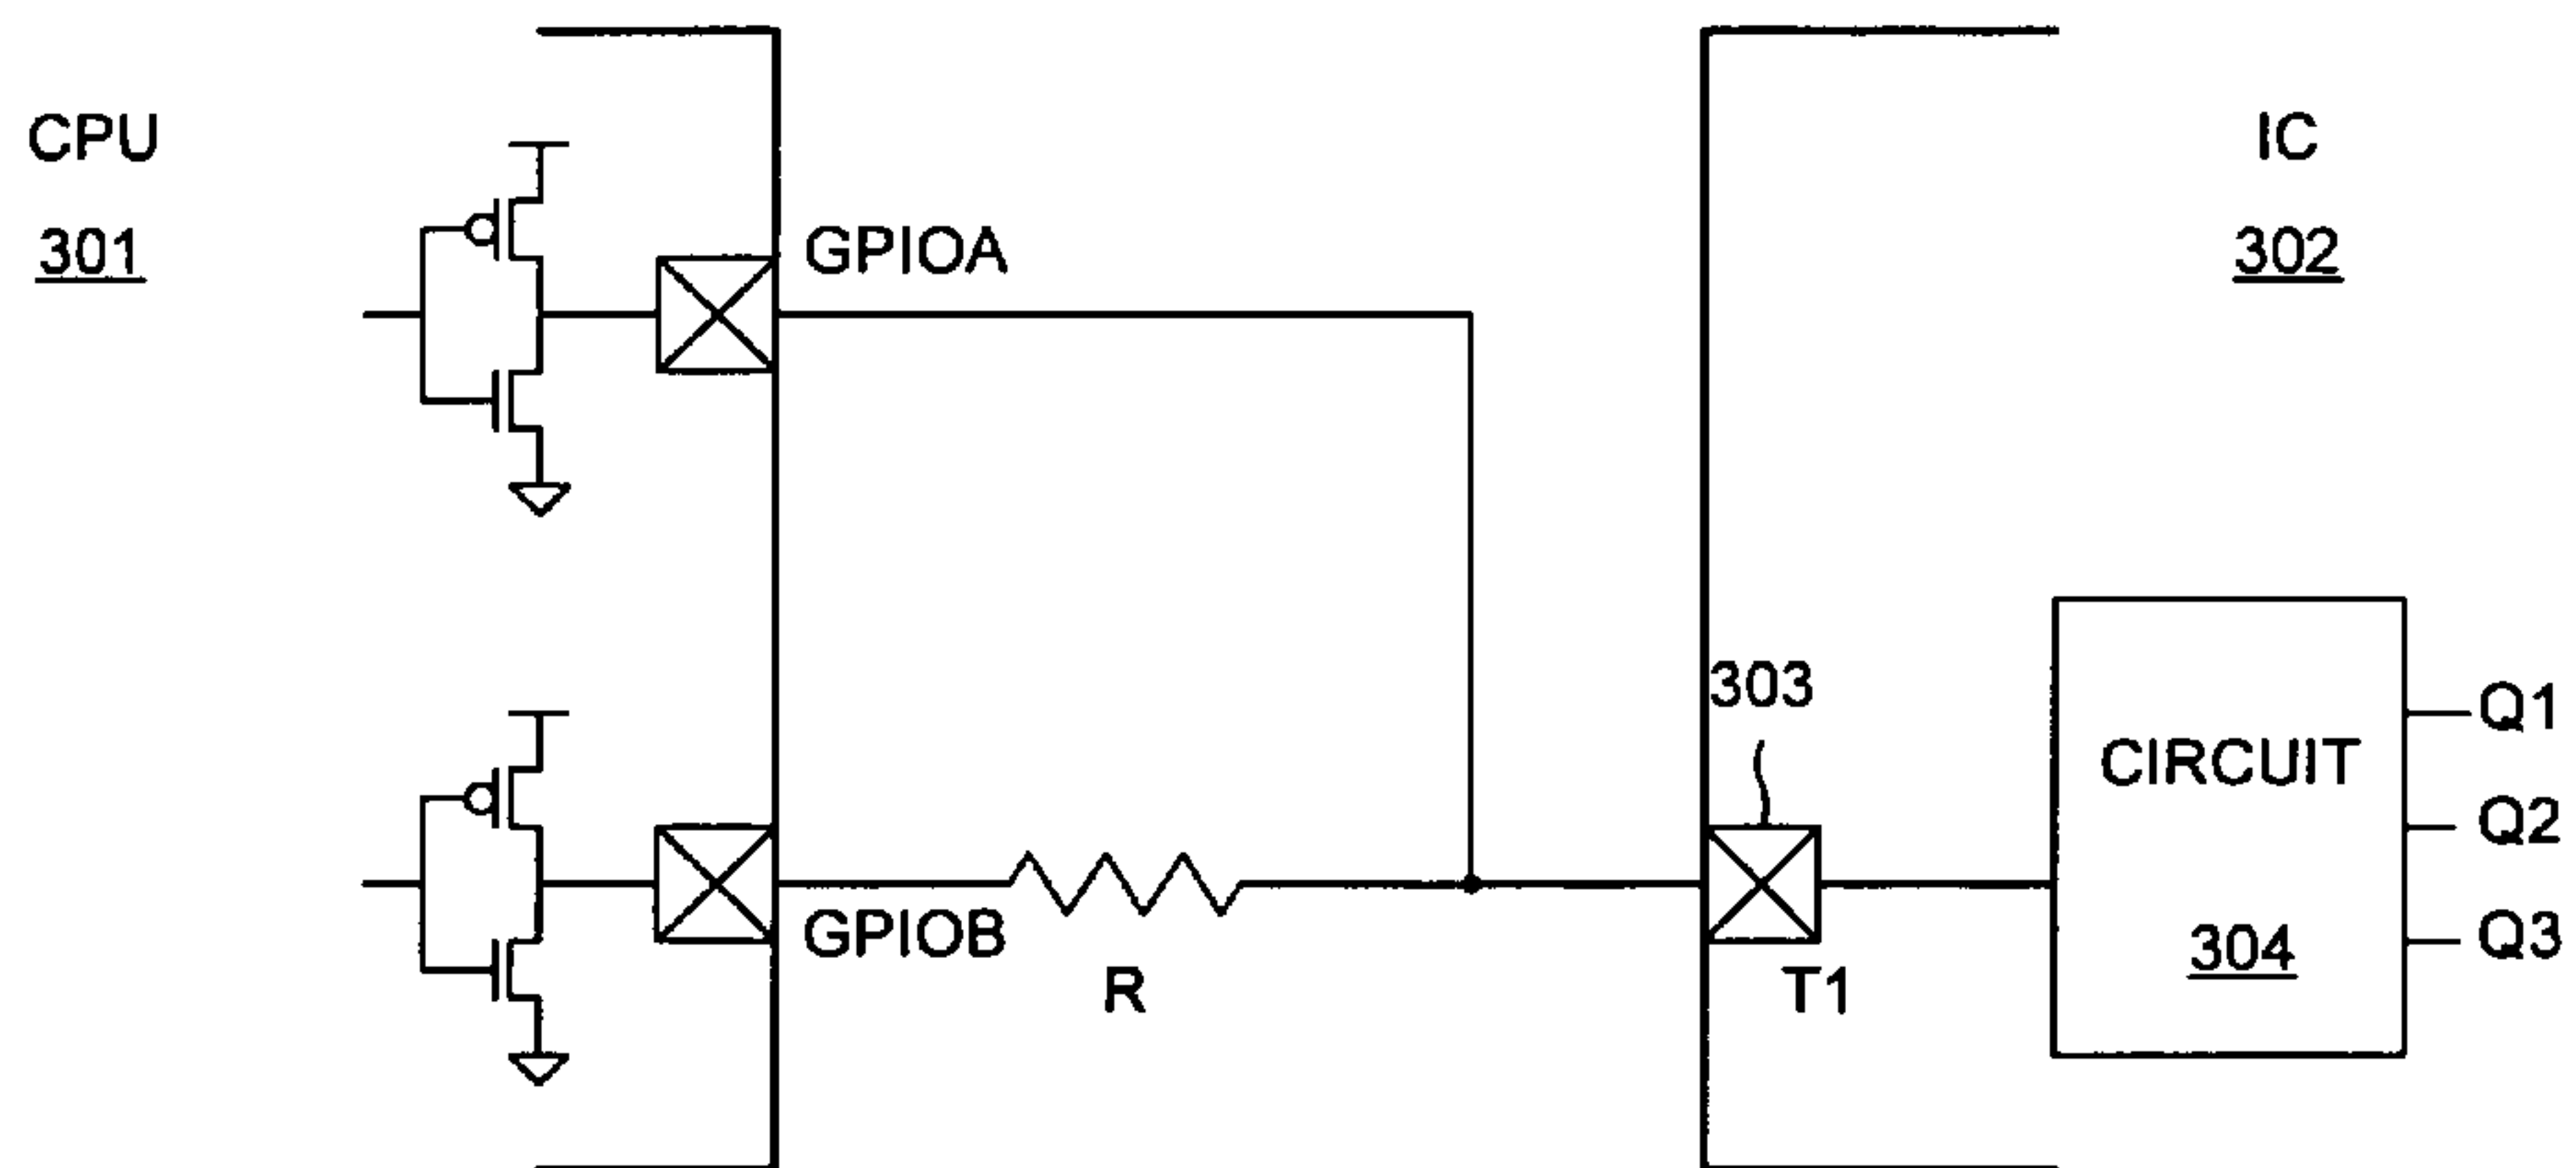 CPU
301
GPIOA
GPIOB
R
IC
302
303
T1
CIRCUIT
304
Q1
Q2
Q3